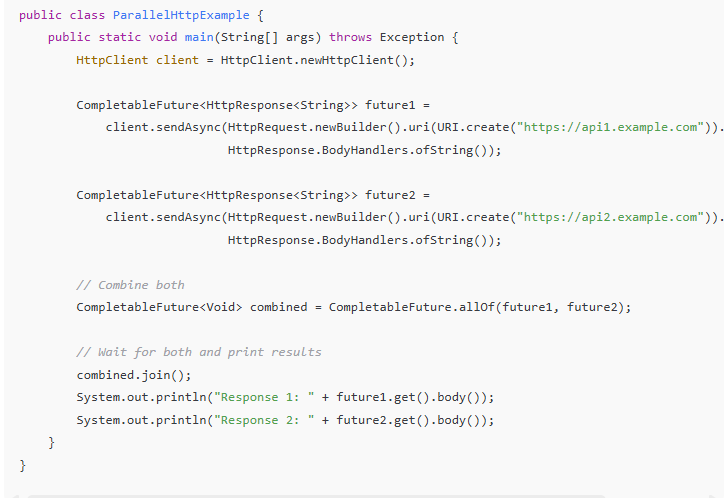 public class ParallelHttpExample {
    public static void main(String[] args) throws Exception {
        HttpClient client = HttpClient.newHttpClient();

        CompletableFuture<HttpResponse<String>> future1 =
            client.sendAsync(HttpRequest.newBuilder().uri(URI.create("https://api1.example.com")).
                             HttpResponse.BodyHandlers.ofString());

        CompletableFuture<HttpResponse<String>> future2 =
            client.sendAsync(HttpRequest.newBuilder().uri(URI.create("https://api2.example.com")).
                             HttpResponse.BodyHandlers.ofString());

        // Combine both
        CompletableFuture<Void> combined = CompletableFuture.allOf(future1, future2);

        // Wait for both and print results
        combined.join();
        System.out.println("Response 1: " + future1.get().body());
        System.out.println("Response 2: " + future2.get().body());
    }
}